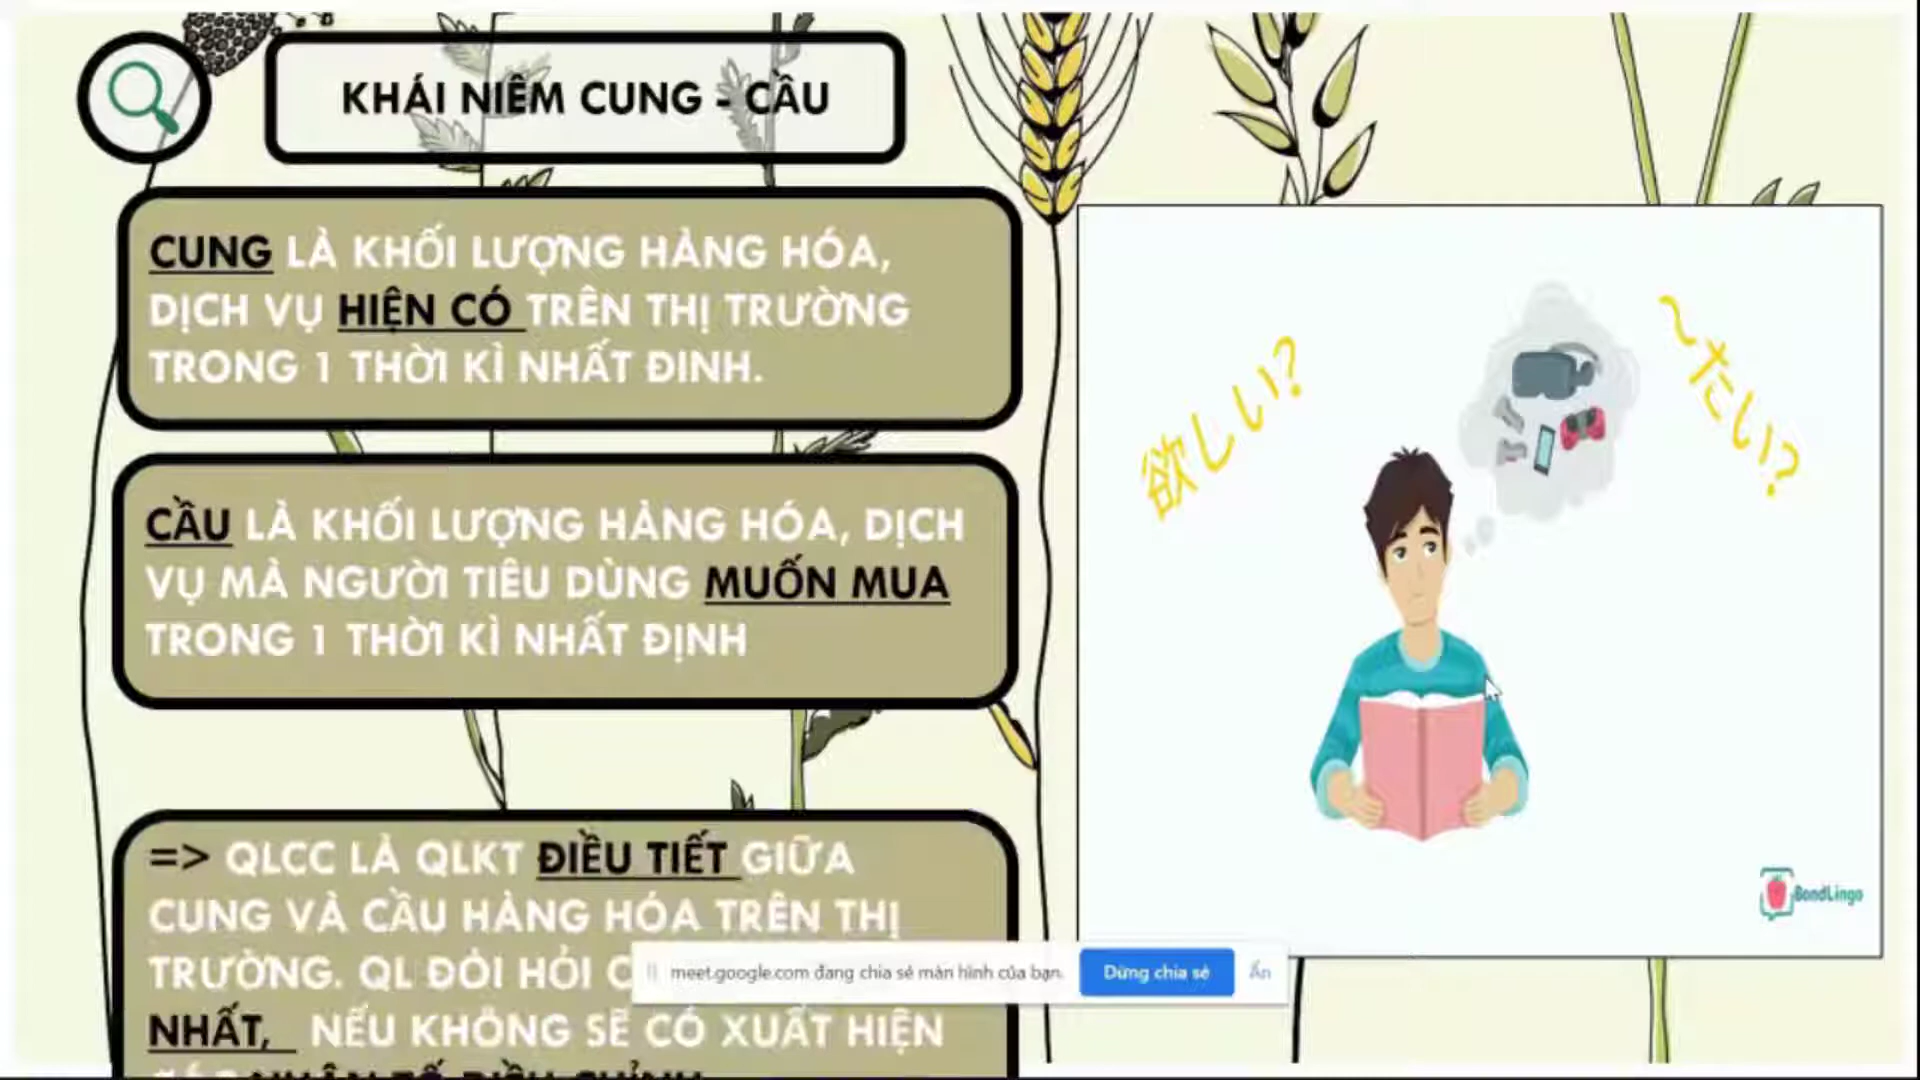 KHÁI NIỆM CUNG - CẦU
CUNG LÀ KHỐI LƯỢNG HÀNG HÓA,
DỊCH VỤ HIỆN CÓ TRÊN THỊ TRƯỜNG
TRONG 1 THỜI KÌ NHẤT ĐINH.
CẦU LÀ KHỐI LƯỢNG HÀNG HÓA, DỊCH
VỤ MÀ NGƯỜI TIÊU DÙNG MUỐN MUA
TRONG 1 THỜI KÌ NHẤT ĐỊNH
=> QLCC LÀ QLKT ĐIỀU TIẾT GIỮA
CUNG VÀ CẦU HÀNG HÓA TRÊN THỊ
TRƯỜNG. QL ĐÒI HỎI
NHẤT, NẾU KHÔNG SẼ CÓ XUẤT HIỆN
欲しい?
~たい?
BondLingo
meet.google.com đang chia sẻ màn hình của bạn.
Dừng chia sẻ
Ẩn